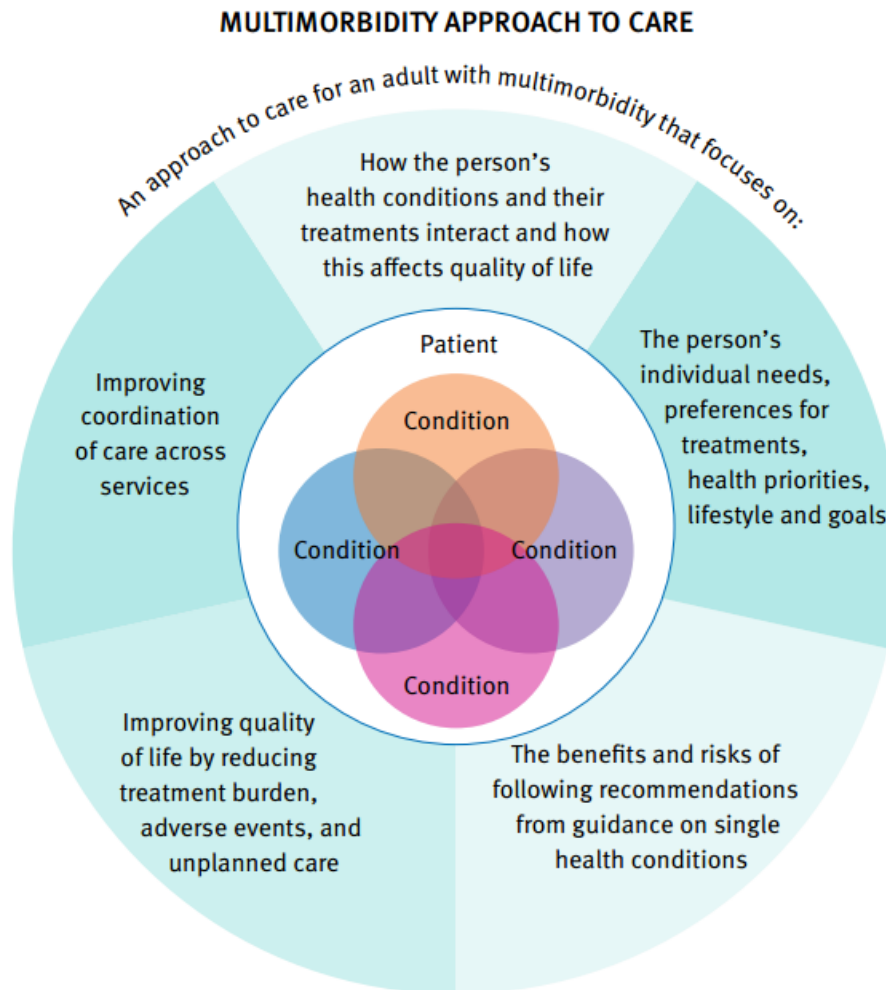 MULTIMORBIDITY APPROACH TO CARE
An approach to care for an adult with multimorbidity that focuses on:
How the person’s
health conditions and their
treatments interact and how
this affects quality of life
The person’s
individual needs,
preferences for
treatments,
health priorities,
lifestyle and goals
The benefits and risks of
following recommendations
from guidance on single
health conditions
Improving quality
of life by reducing
treatment burden,
adverse events, and
unplanned care
Improving
coordination
of care across
services
Patient
Condition
Condition
Condition
Condition